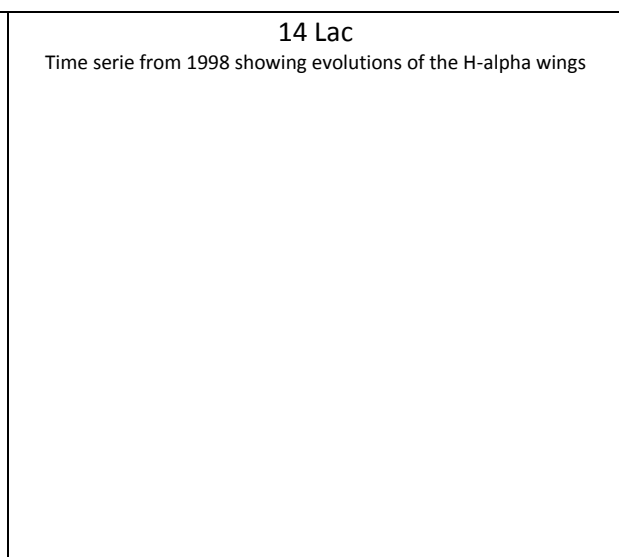 14 Lac
Time serie from 1998 showing evolutions of the H-alpha wings